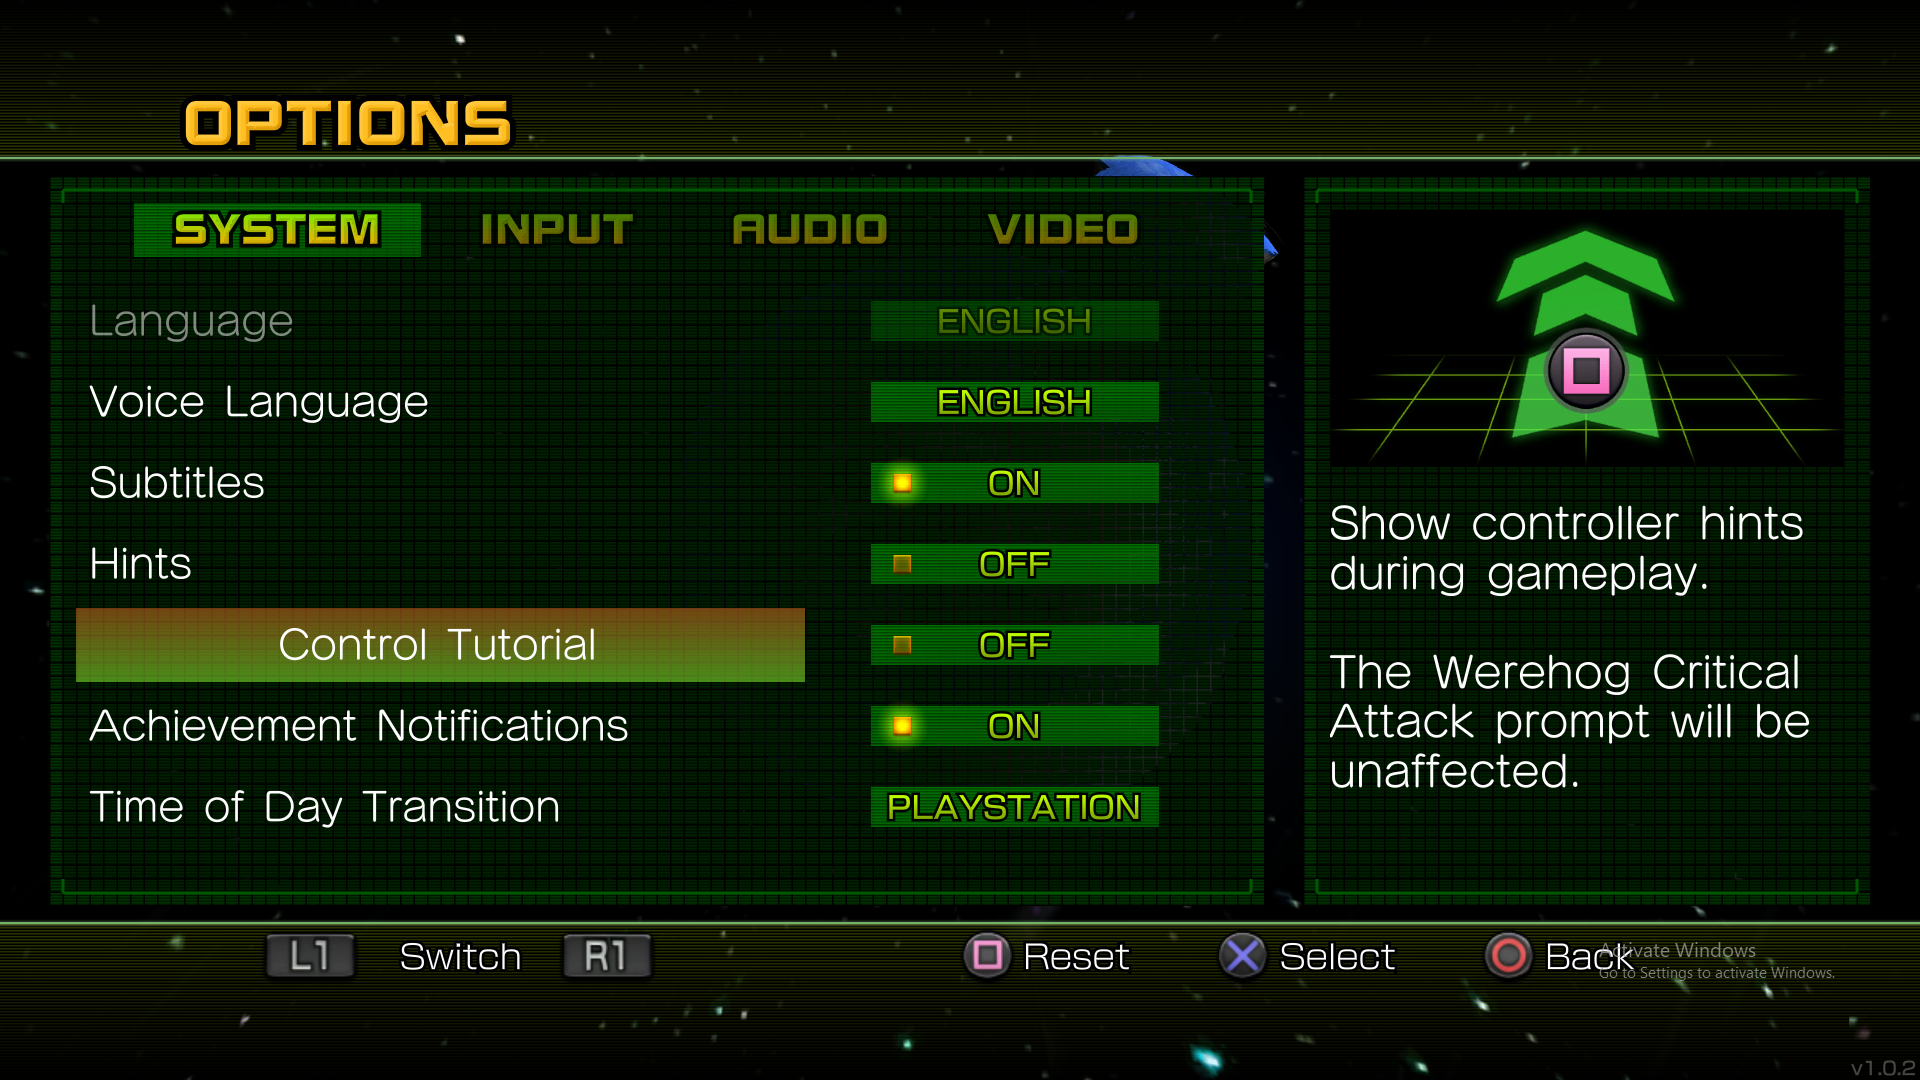 OPTIONS
SYSTEM INPUT AUDIO VIDEO
Language ENGLISH
Voice Language ENGLISH
Subtitles ON
Hints OFF
Control Tutorial OFF
Achievement Notifications ON
Time of Day Transition PLAYSTATION
Show controller hints
during gameplay.
The Werehog Critical
Attack prompt will be
unaffected.
L1 Switch R1 Reset Select Back
Activate Windows
Go to Settings to activate Windows.
v1.0.2